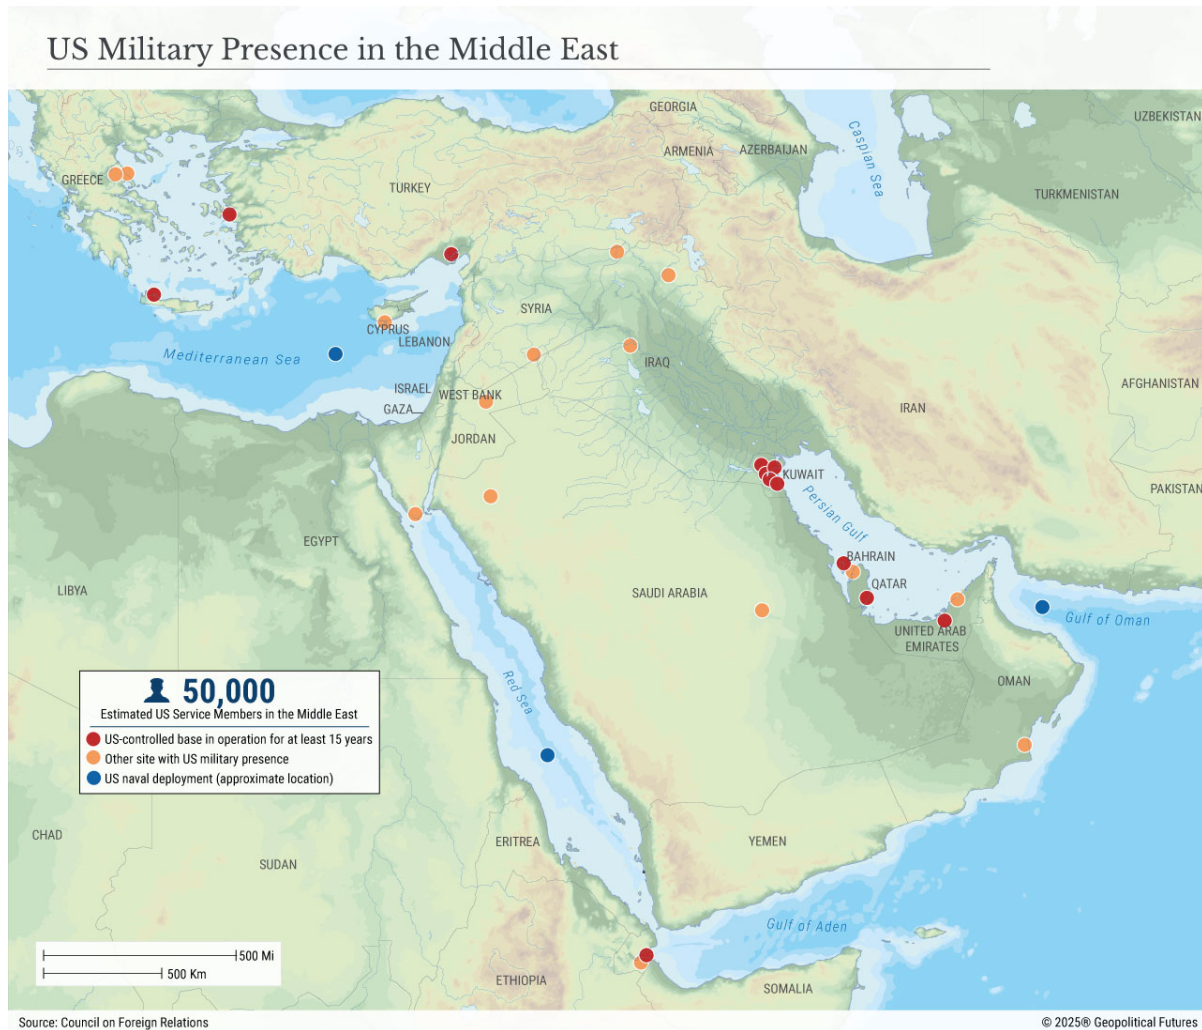 US Military Presence in the Middle East
GEORGIA
UZBEKISTAN
Caspian Sea
ARMENIA
AZERBAIJAN
GREECE
TURKEY
TURKMENISTAN
SYRIA
CYPRUS
LEBANON
Mediterranean Sea
IRAQ
AFGHANISTAN
ISRAEL
WEST BANK
GAZA
IRAN
JORDAN
KUWAIT
PAKISTAN
Persian Gulf
EGYPT
BAHRAIN
QATAR
LIBYA
SAUDI ARABIA
Gulf of Oman
UNITED ARAB
EMIRATES
OMAN
Red Sea
50,000
Estimated US Service Members in the Middle East
US-controlled base in operation for at least 15 years
Other site with US military presence
US naval deployment (approximate location)
CHAD
SUDAN
ERITREA
YEMEN
Gulf of Aden
500 Mi
500 Km
ETHIOPIA
SOMALIA
Source: Council on Foreign Relations
© 2025® Geopolitical Futures